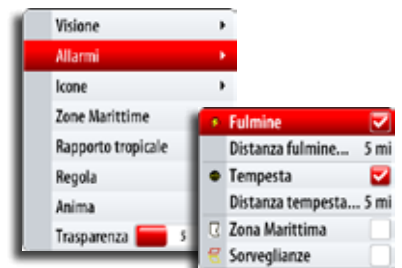 Visione
Allarmi
Icone
Zone Marittime
Rapporto tropicale
Regola
Anima
Trasparenza 5
Fulmine
Distanza fulmine... 5 mi
Tempesta
Distanza tempesta... 5 mi
Zona Marittima
Sorveglianze